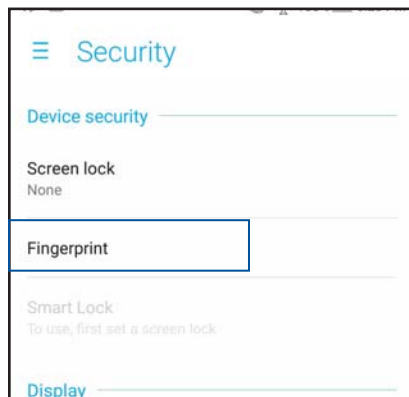 Security
Device security
Screen lock
None
Fingerprint
Smart Lock
To use, first set a screen lock
Display